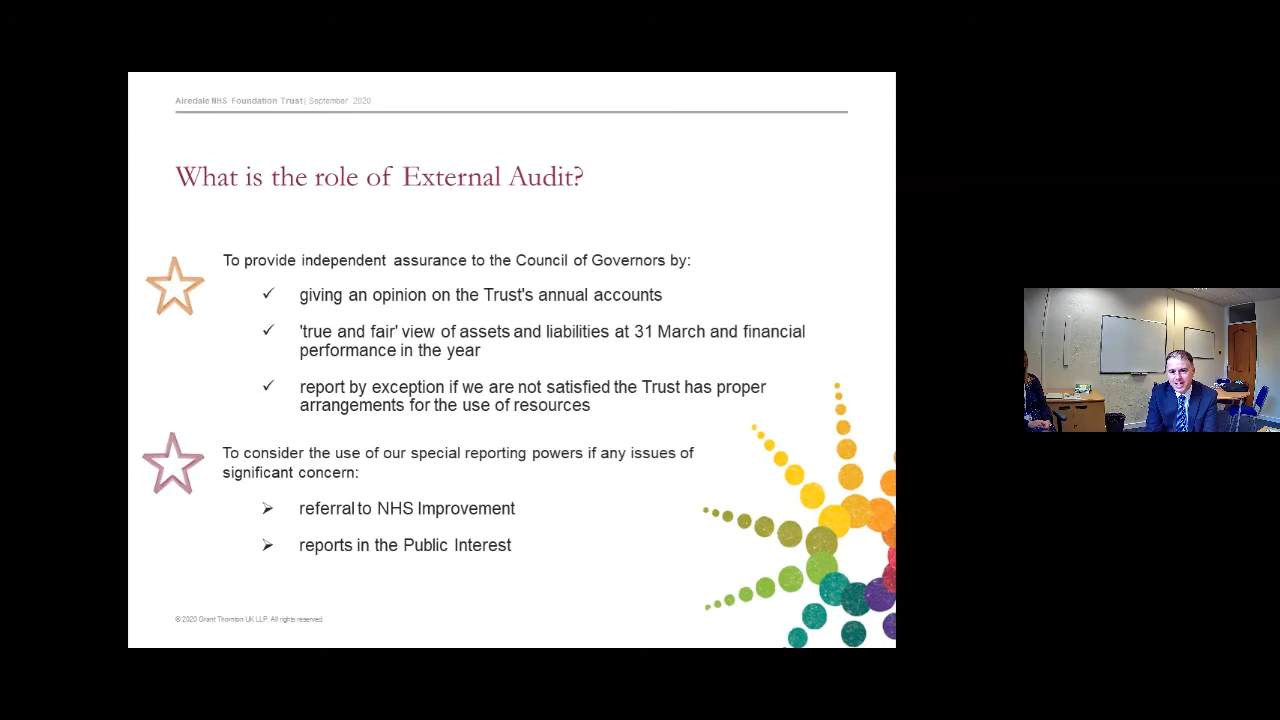 Airedale NHS Foundation Trust | September 2020
What is the role of External Audit?
To provide independent assurance to the Council of Governors by:
giving an opinion on the Trust's annual accounts
'true and fair' view of assets and liabilities at 31 March and financial
performance in the year
report by exception if we are not satisfied the Trust has proper
arrangements for the use of resources
To consider the use of our special reporting powers if any issues of
significant concern:
referral to NHS Improvement
reports in the Public Interest
© 2020 Grant Thornton UK LLP. All rights reserved.